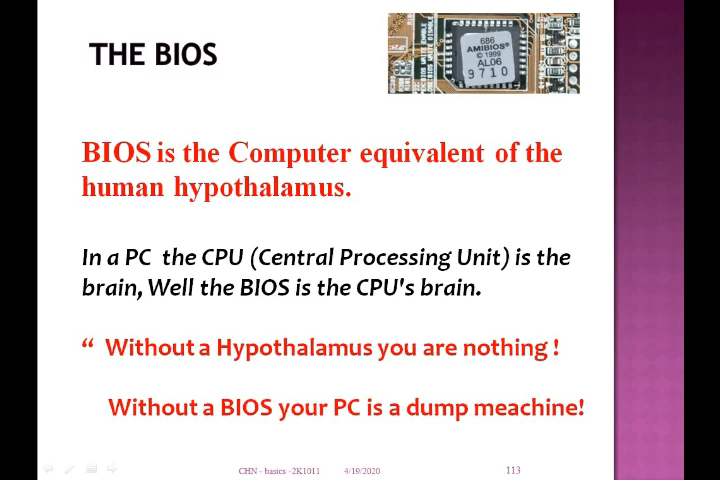 THE BIOS
686
AMIBIOS®
© 1999
AL06
9710
BIOS is the Computer equivalent of the
human hypothalamus.
In a PC the CPU (Central Processing Unit) is the
brain, Well the BIOS is the CPU's brain.
“ Without a Hypothalamus you are nothing !
Without a BIOS your PC is a dump meachine!
CHN - basics -2K1011 4/19/2020 113